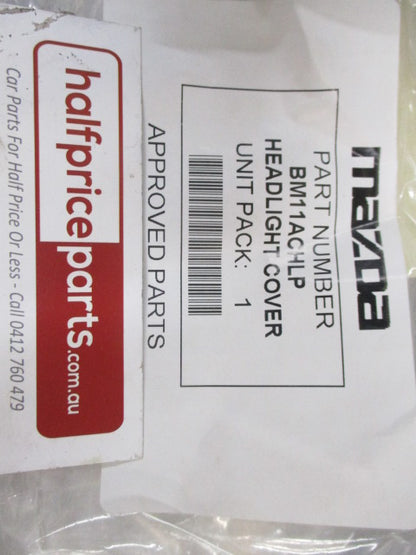 mazda
PART NUMBER
BM11ACHLP
HEADLIGHT COVER
UNIT PACK: 1
APPROVED PARTS
halfpriceparts.com.au
Car Parts For Half Price Or Less - Call 0412 760 479